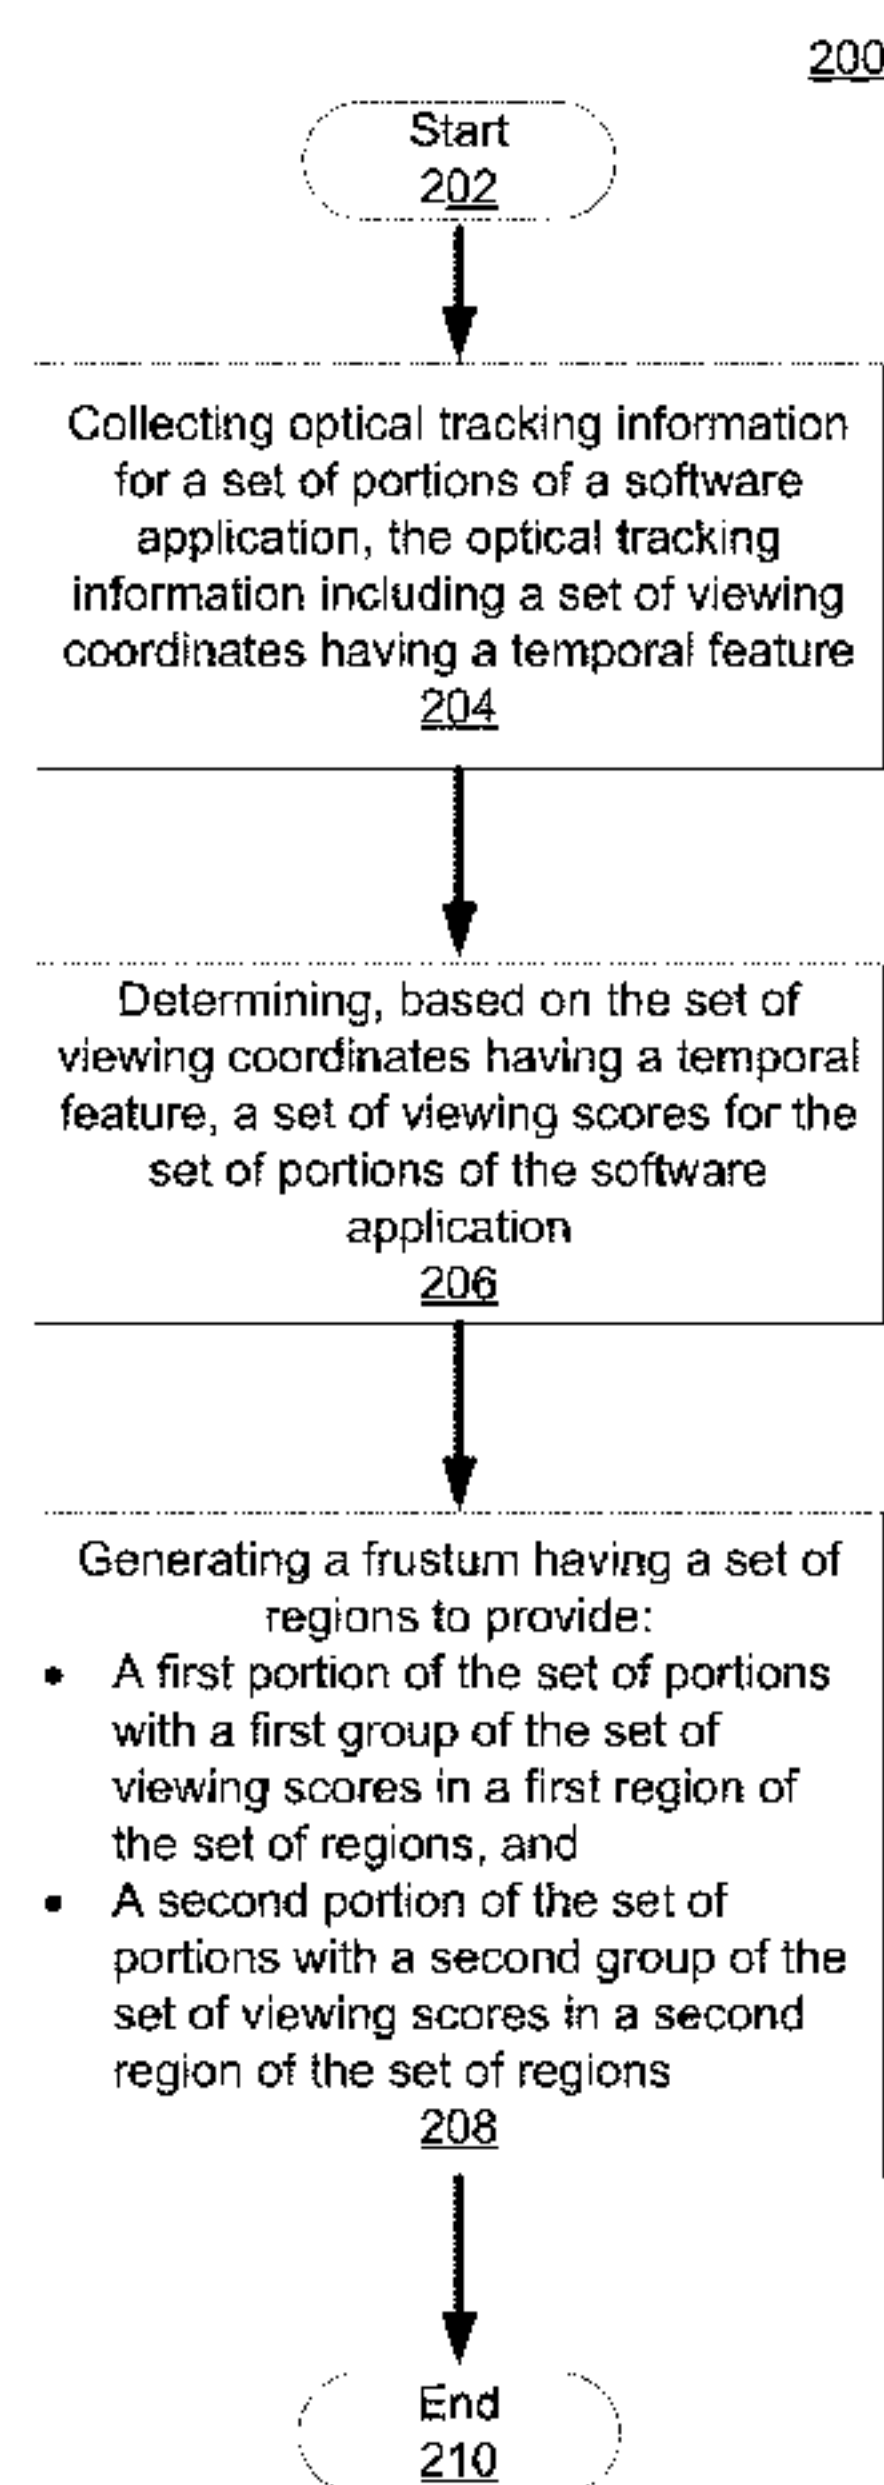 200
Start
202
Collecting optical tracking information
for a set of portions of a software
application, the optical tracking
information including a set of viewing
coordinates having a temporal feature
204
Determining, based on the set of
viewing coordinates having a temporal
feature, a set of viewing scores for the
set of portions of the software
application
206
Generating a frustum having a set of
regions to provide:
• A first portion of the set of portions
with a first group of the set of
viewing scores in a first region of
the set of regions, and
• A second portion of the set of
portions with a second group of the
set of viewing scores in a second
region of the set of regions
208
End
210